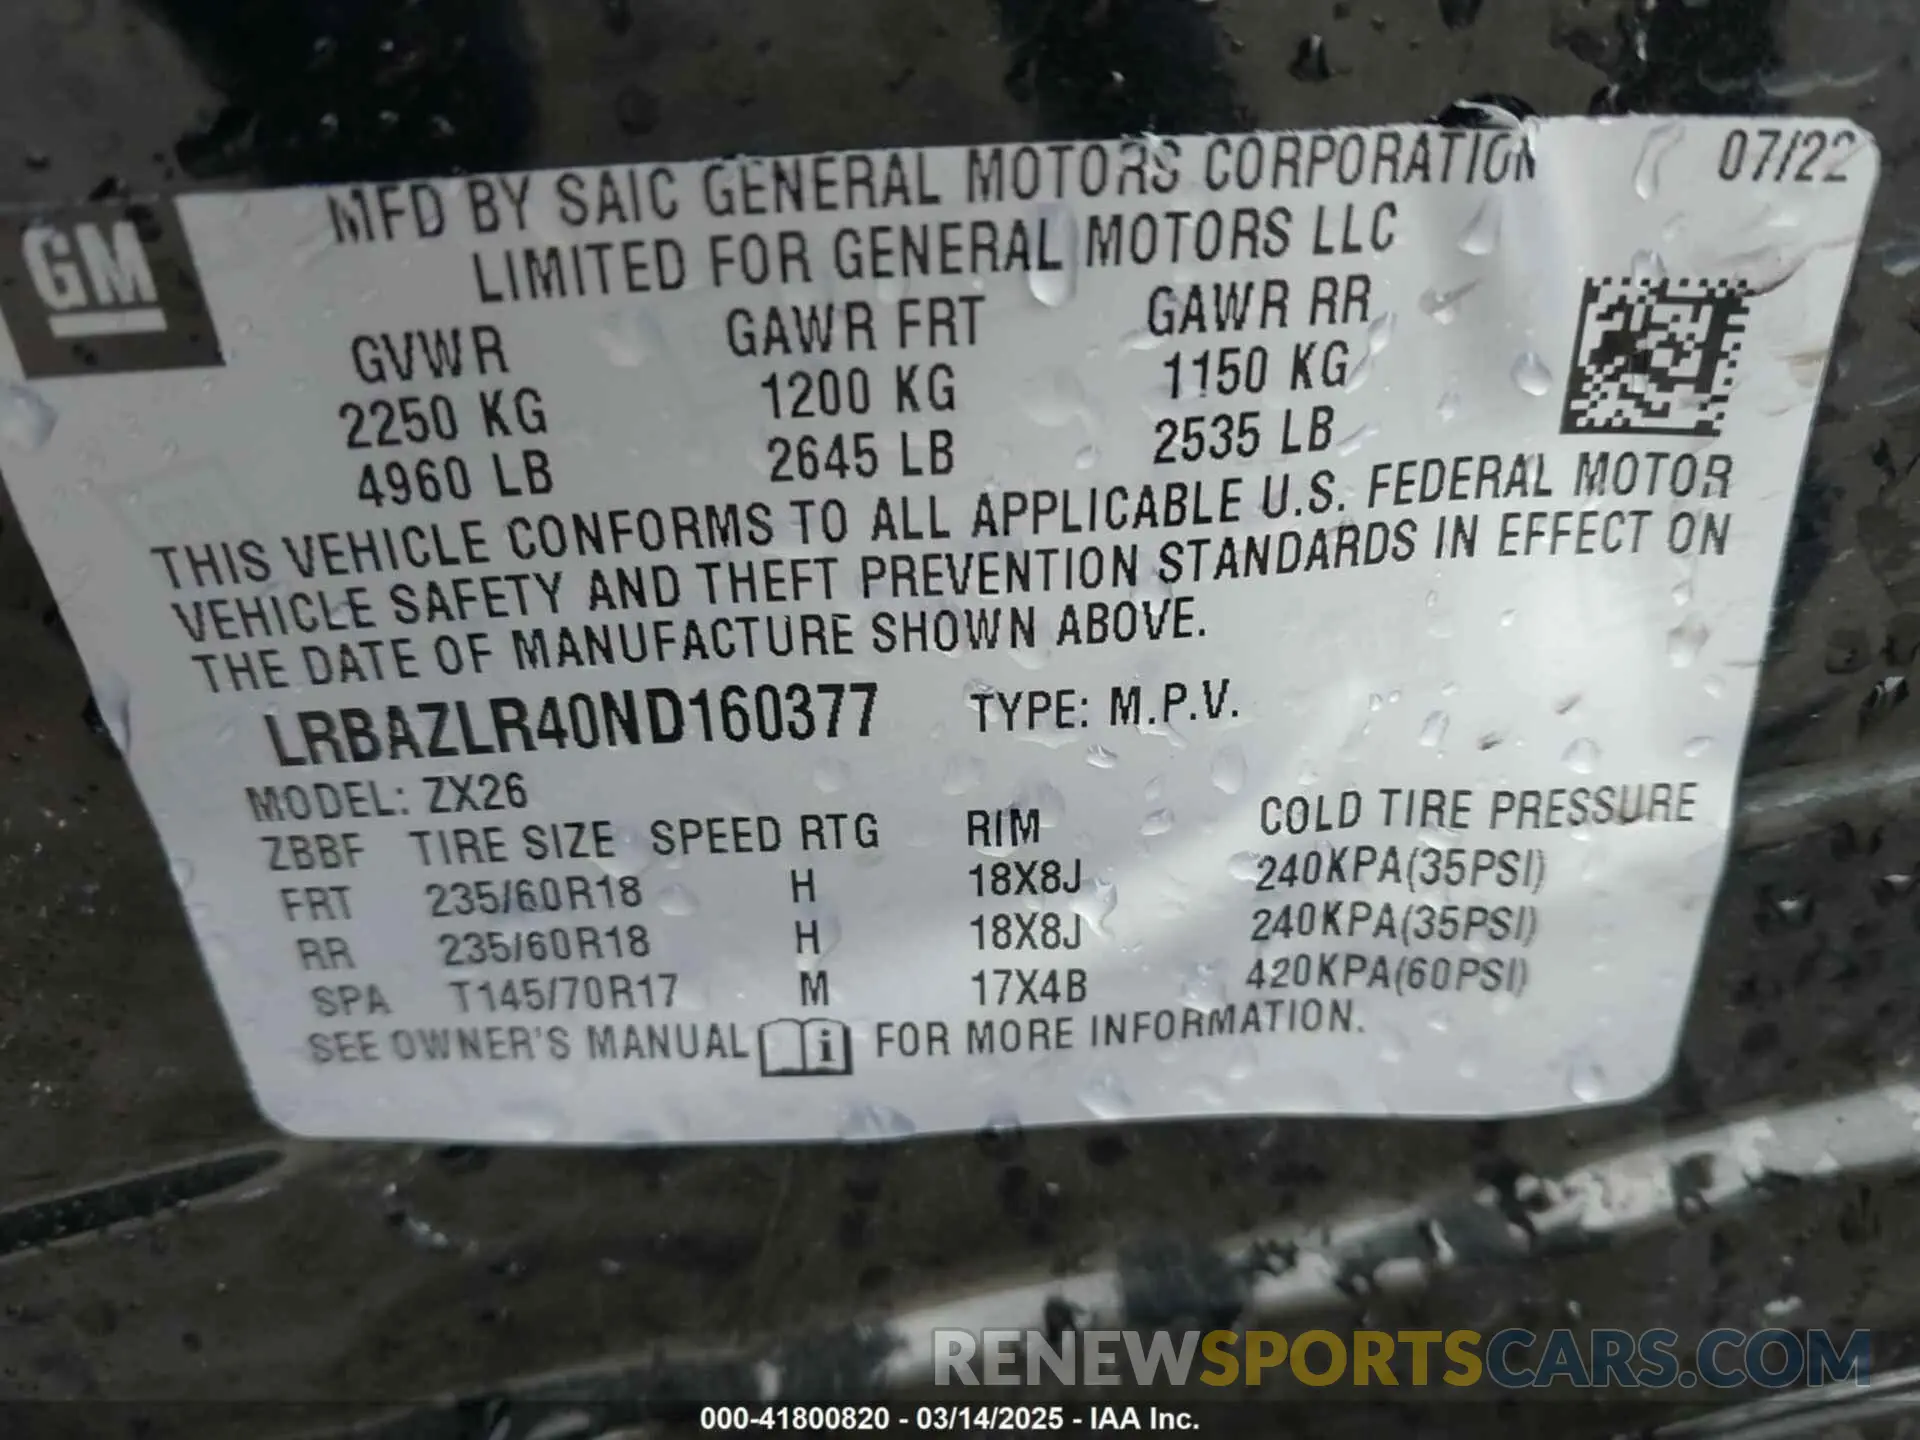 MFD BY SAIC GENERAL MOTORS CORPORATION 07/22
GM
LIMITED FOR GENERAL MOTORS LLC
GVWR GAWR FRT GAWR RR
2250 KG 1200 KG 1150 KG
4960 LB 2645 LB 2535 LB
THIS VEHICLE CONFORMS TO ALL APPLICABLE U.S. FEDERAL MOTOR
VEHICLE SAFETY AND THEFT PREVENTION STANDARDS IN EFFECT ON
THE DATE OF MANUFACTURE SHOWN ABOVE.
LRBAZLR40ND160377 TYPE: M.P.V.
MODEL: ZX26
ZBBF TIRE SIZE SPEED RTG RIM COLD TIRE PRESSURE
FRT 235/60R18 H 18X8J 240KPA(35PSI)
RR 235/60R18 H 18X8J 240KPA(35PSI)
SPA T145/70R17 M 17X4B 420KPA(60PSI)
SEE OWNER'S MANUAL i FOR MORE INFORMATION.
RENEWSPORTSCARS.COM
000-41800820 - 03/14/2025 - IAA Inc.